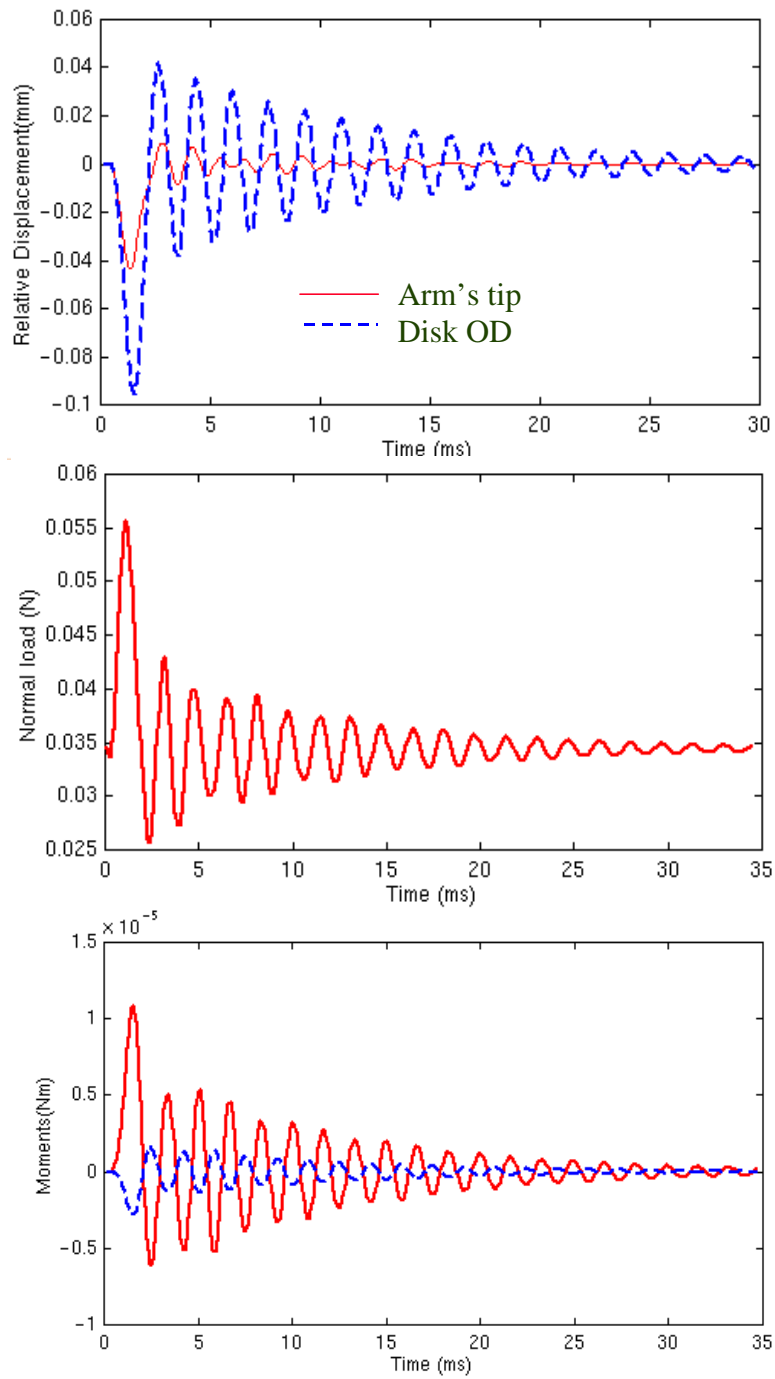 0.06
0.04
0.02
0
−0.02
−0.04
−0.06
−0.08
−0.1
Relative Displacement(mm)
Arm's tip
Disk OD
0 5 10 15 20 25 30
Time (ms)
0.06
0.055
0.05
0.045
0.04
0.035
0.03
0.025
Normal load (N)
0 5 10 15 20 25 30 35
Time (ms)
× 10⁻⁵
1.5
1
0.5
0
−0.5
−1
Moments(Nm)
0 5 10 15 20 25 30 35
Time (ms)